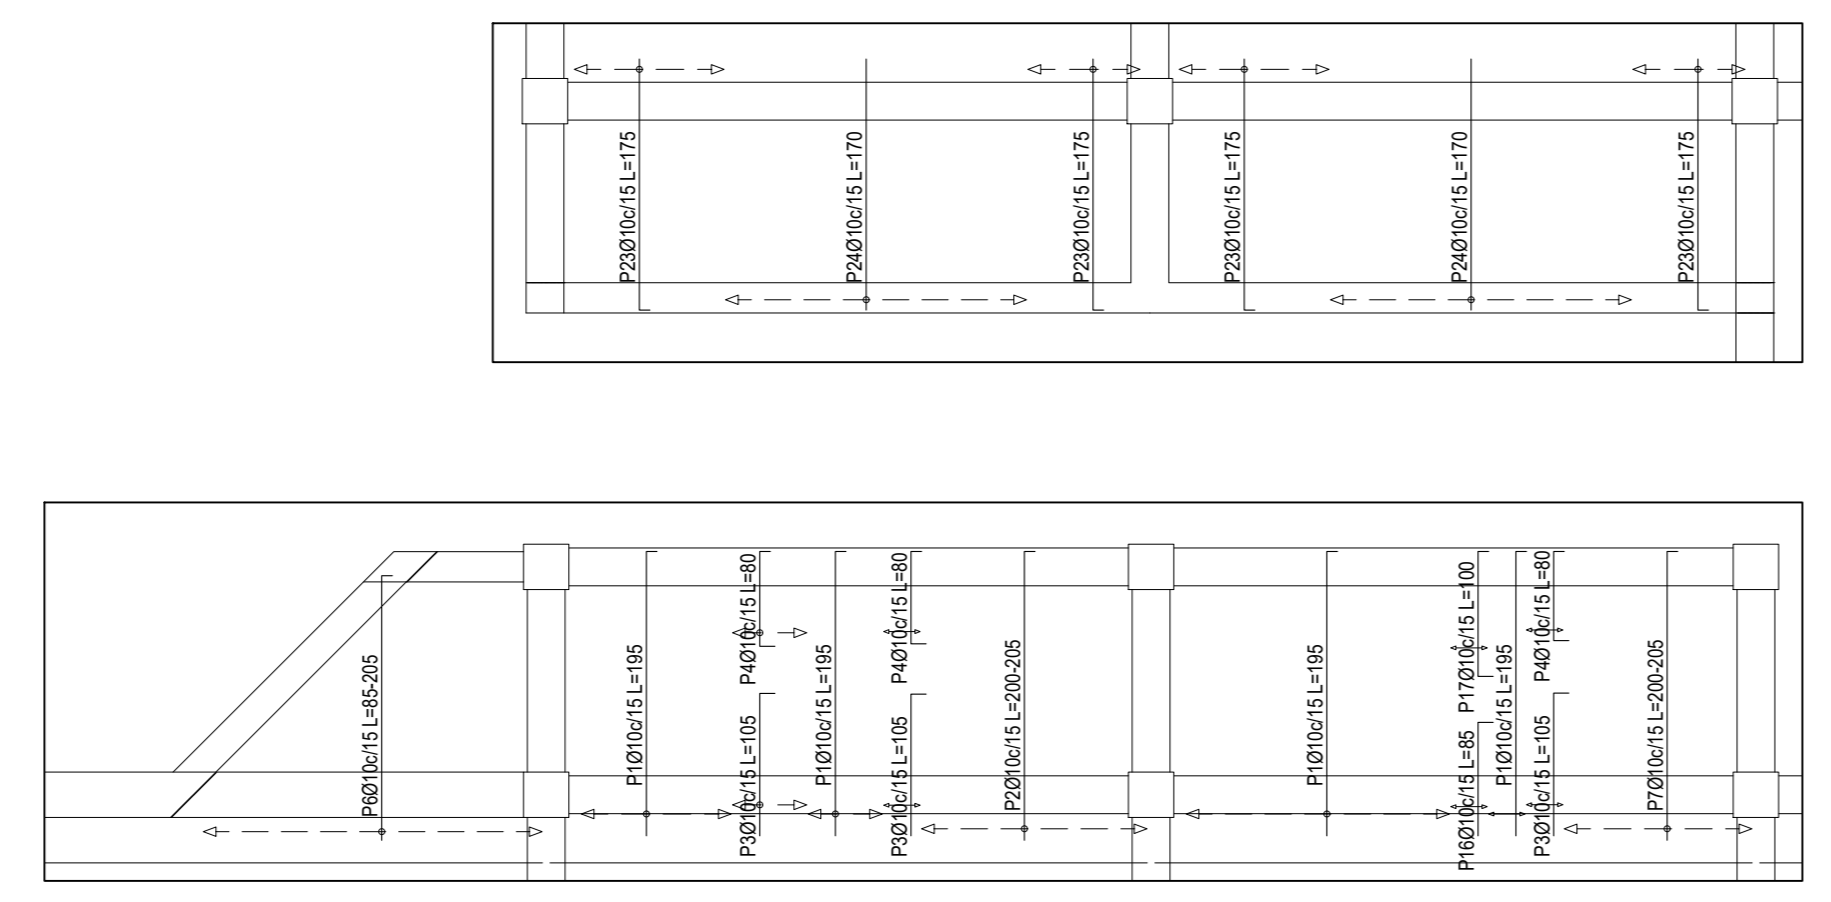 P23Ø10c/15 L=175
P24Ø10c/15 L=170
P23Ø10c/15 L=175
P23Ø10c/15 L=175
P24Ø10c/15 L=170
P23Ø10c/15 L=175
P6Ø10c/15 L=85-205
P1Ø10c/15 L=195
P4Ø10c/15 L=80
P3Ø10c/15 L=105
P1Ø10c/15 L=195
P4Ø10c/15 L=80
P3Ø10c/15 L=105
P2Ø10c/15 L=200-205
P1Ø10c/15 L=195
P17Ø10c/15 L=100
P16Ø10c/15 L=85
P1Ø10c/15 L=195
P4Ø10c/15 L=80
P3Ø10c/15 L=105
P7Ø10c/15 L=200-205